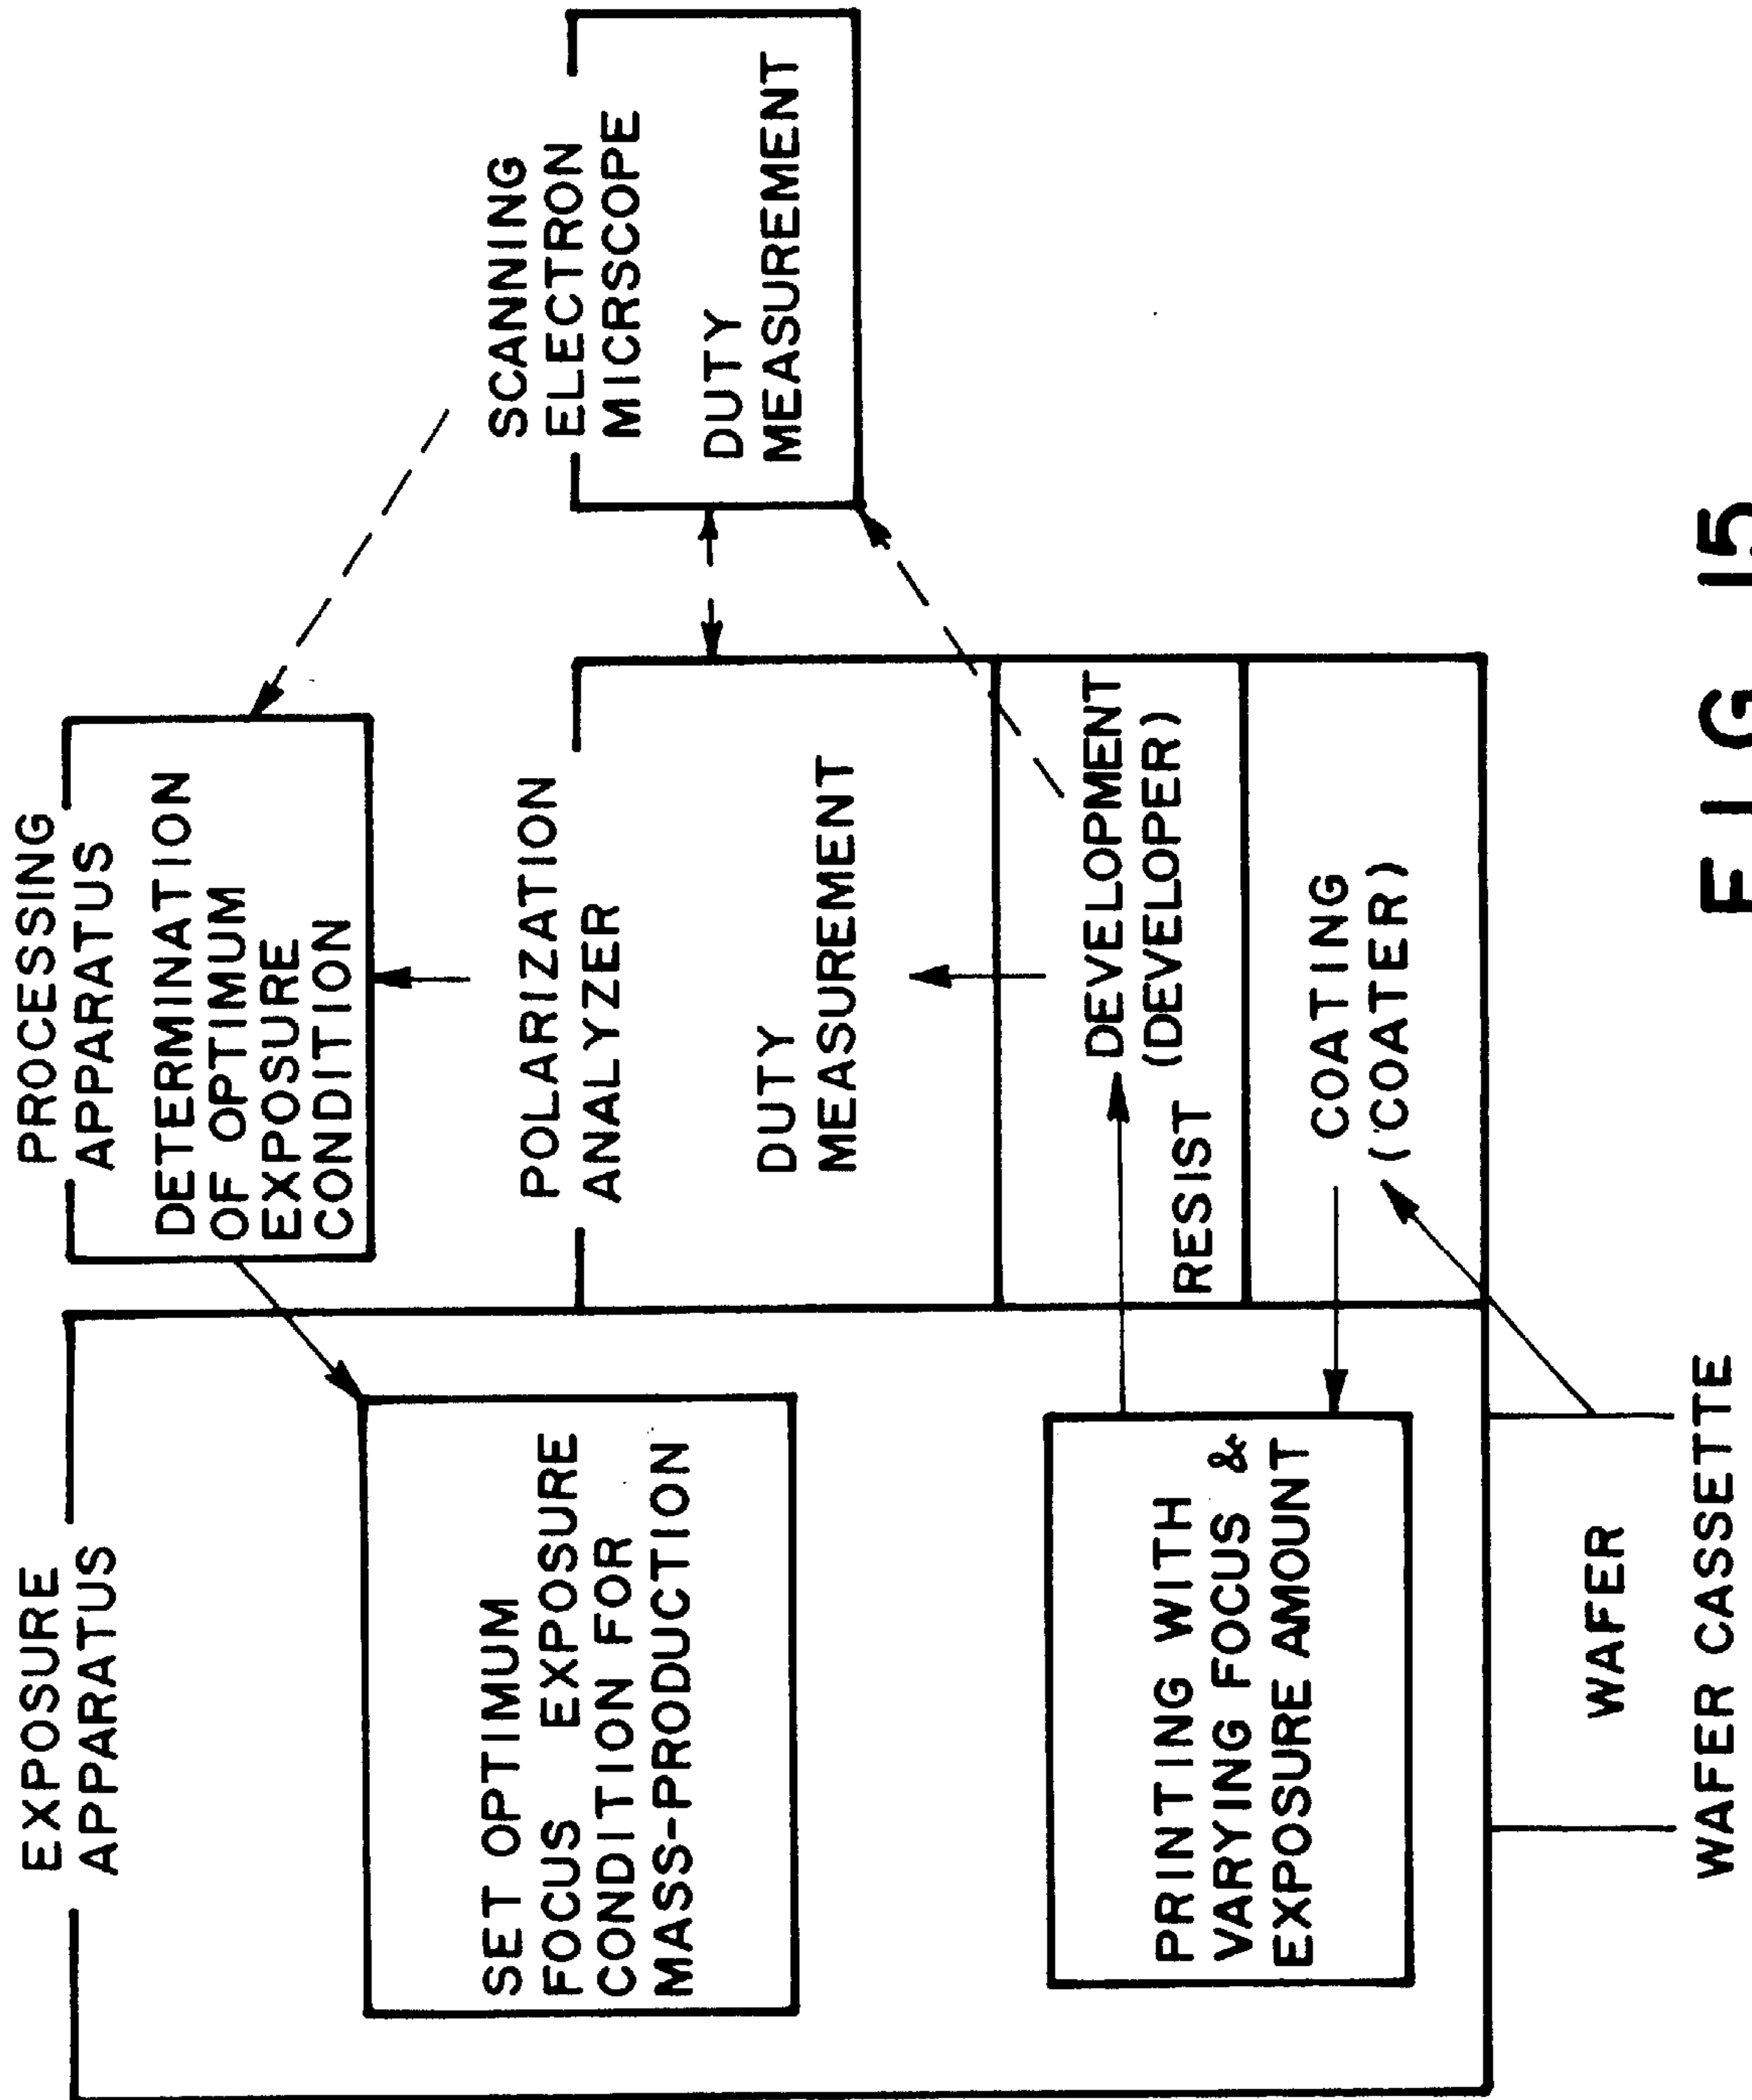 EXPOSURE
APPARATUS
SET OPTIMUM
FOCUS EXPOSURE
CONDITION FOR
MASS-PRODUCTION
PRINTING WITH
VARYING FOCUS &
EXPOSURE AMOUNT
WAFER
WAFER CASSETTE
PROCESSING
APPARATUS
DETERMINATION
OF OPTIMUM
EXPOSURE
CONDITION
POLARIZATION
ANALYZER
DUTY
MEASUREMENT
DEVELOPMENT
(DEVELOPER)
RESIST
COATING
(COATER)
SCANNING
ELECTRON
MICRSCOPE
DUTY
MEASUREMENT
FIG. 15